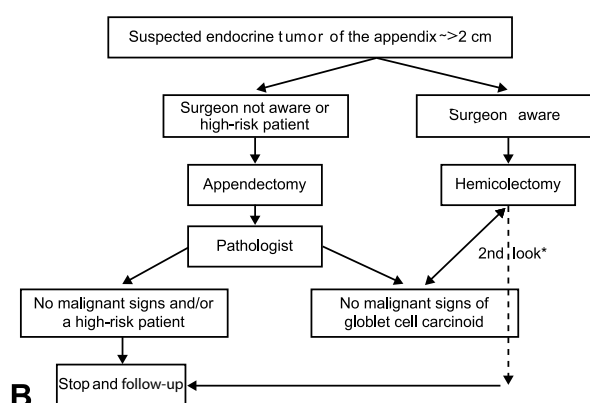 Suspected endocrine tumor of the appendix ~>2 cm
Surgeon not aware or
high-risk patient
Surgeon aware
Appendectomy
Hemicolectomy
Pathologist
2nd look*
No malignant signs and/or
a high-risk patient
No malignant signs of
globlet cell carcinoid
Stop and follow-up
B